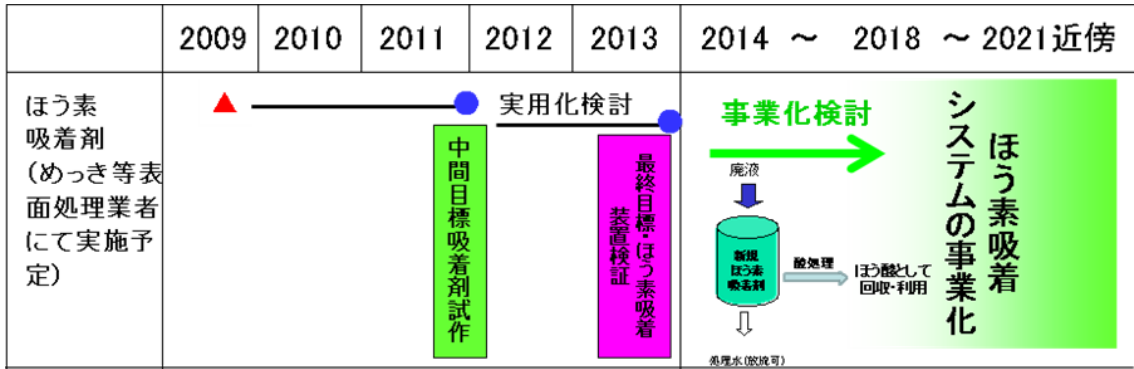 2009 2010 2011 2012 2013 2014 ～ 2018 ～ 2021近傍
ほう素
吸着剤
(めっき等表
面処理業者
にて実施予
定)
実用化検討
中間目標吸着剤試作
最終目標・ほう素吸着
装置検証
事業化検討
廃液
新規
ほう素
吸着剤
酸処理
ほう酸として
回収・利用
処理水(放流可)
ほう素吸着
システムの事業化